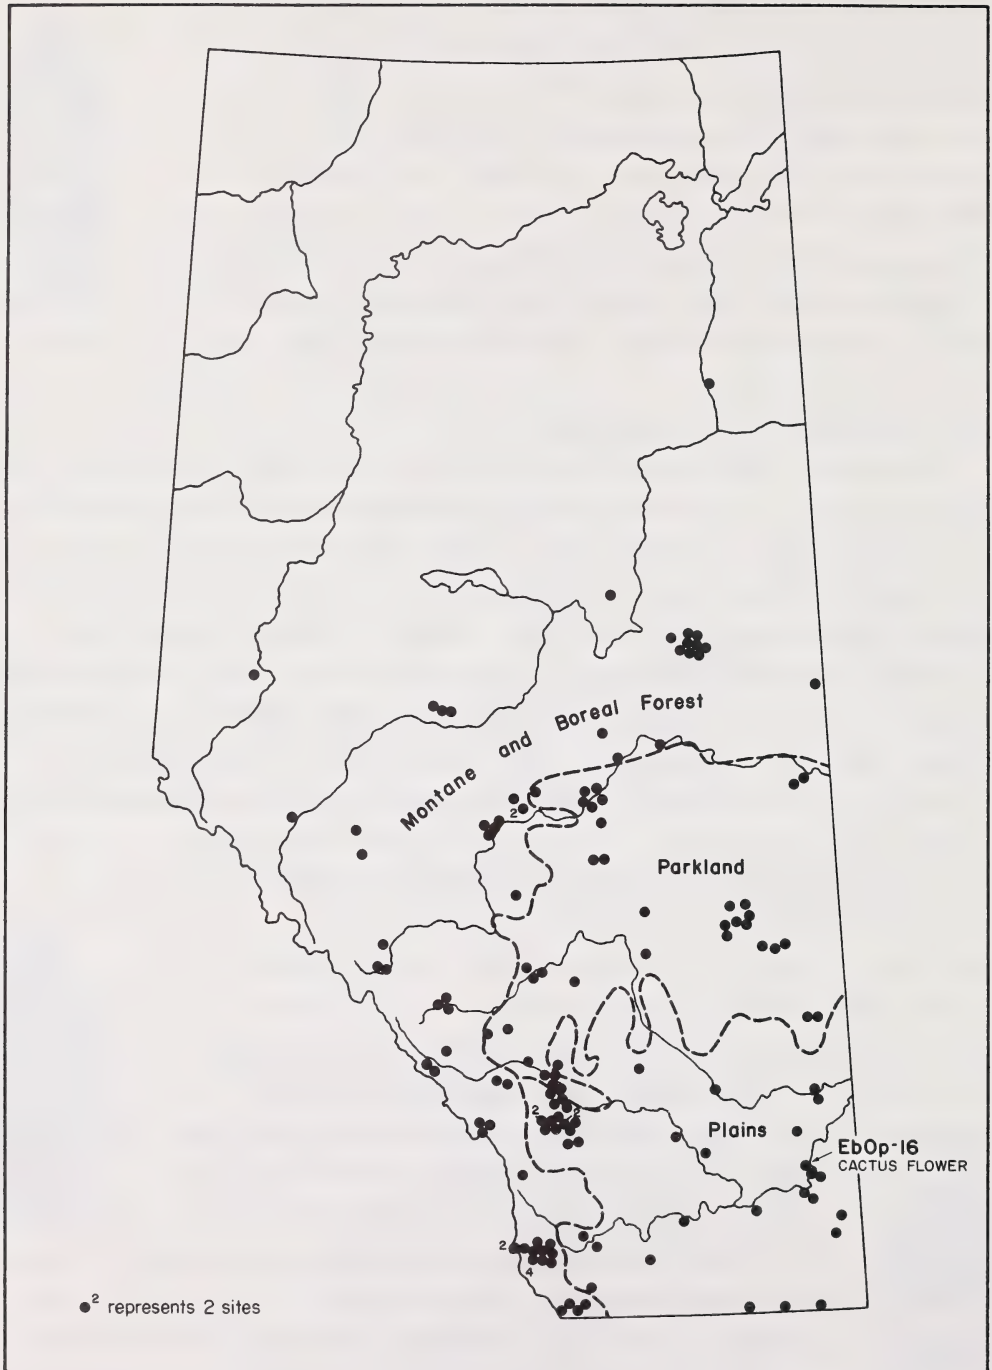 Montane and Boreal Forest
2
Parkland
2
2
Plains
EbOp-16
CACTUS FLOWER
2
4
2 represents 2 sites